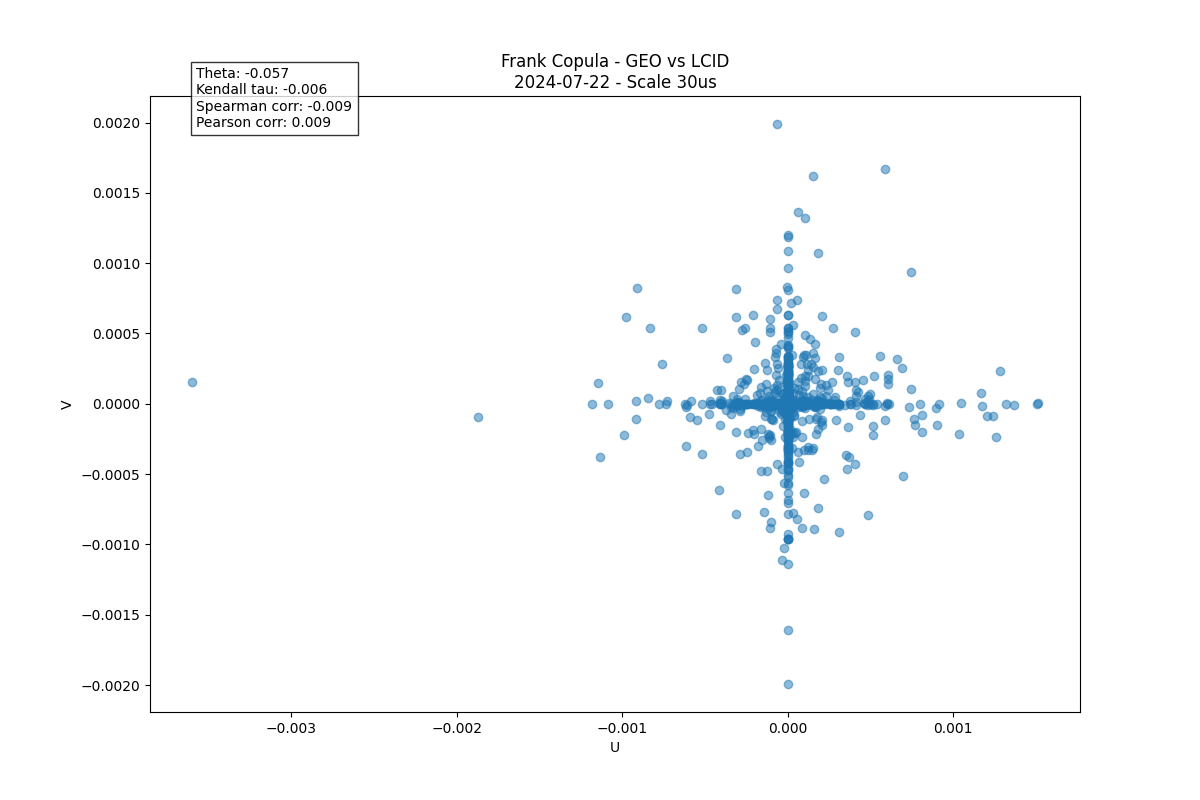 Frank Copula - GEO vs LCID
2024-07-22 - Scale 30us
Theta: -0.057
Kendall tau: -0.006
Spearman corr: -0.009
Pearson corr: 0.009
0.0020
0.0015
0.0010
0.0005
0.0000
−0.0005
−0.0010
−0.0015
−0.0020
V
−0.003
−0.002
−0.001
0.000
0.001
U